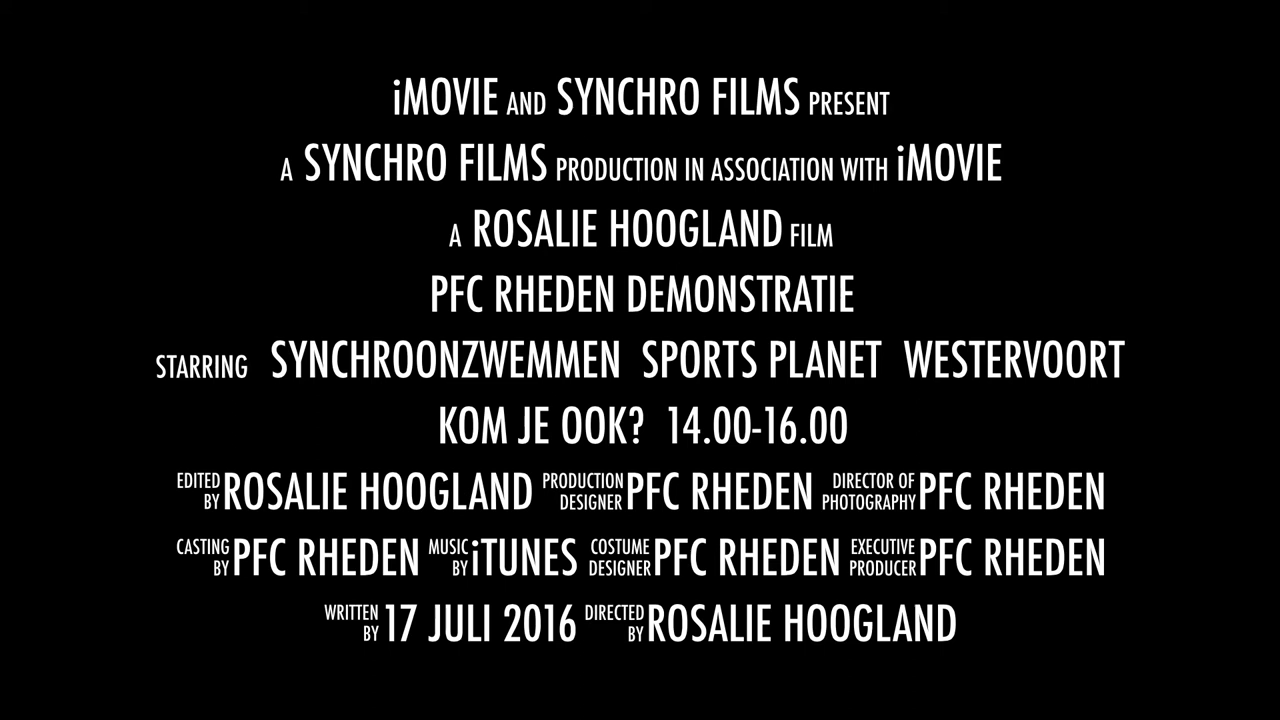 iMOVIE AND SYNCHRO FILMS PRESENT
A SYNCHRO FILMS PRODUCTION IN ASSOCIATION WITH iMOVIE
A ROSALIE HOOGLAND FILM
PFC RHEDEN DEMONSTRATIE
STARRING SYNCHROONZWEMMEN SPORTS PLANET WESTERVOORT
KOM JE OOK? 14.00-16.00
EDITED BY ROSALIE HOOGLAND PRODUCTION DESIGNER PFC RHEDEN DIRECTOR OF PHOTOGRAPHY PFC RHEDEN
CASTING BY PFC RHEDEN MUSIC BY iTUNES COSTUME DESIGNER PFC RHEDEN EXECUTIVE PRODUCER PFC RHEDEN
WRITTEN BY 17 JULI 2016 DIRECTED BY ROSALIE HOOGLAND